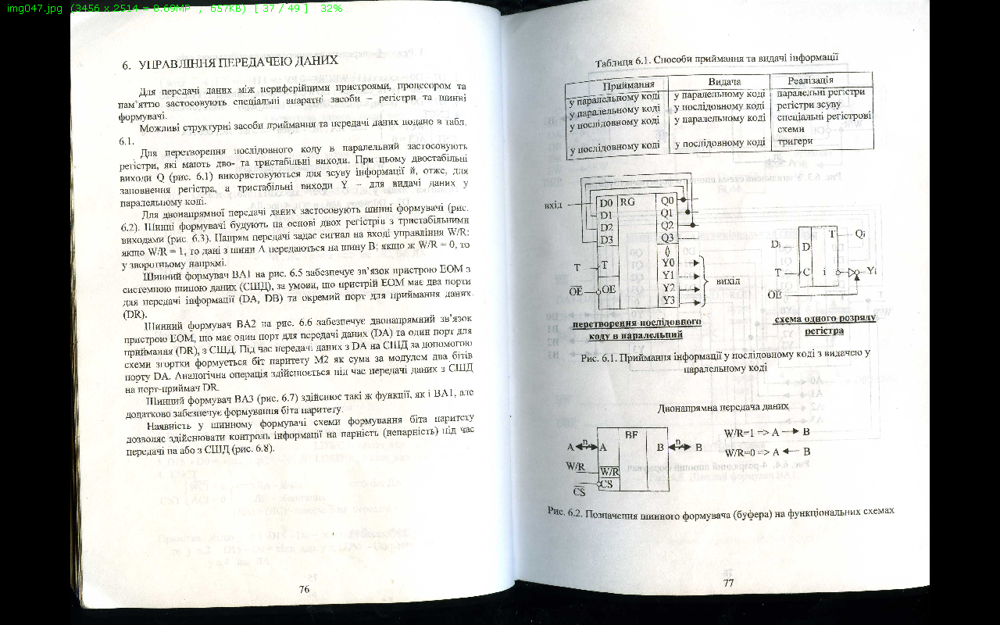 img047.jpg (3456 x 2514 = 8.69MP , 657KB) [ 37 / 49 ] 32%
6. УПРАВЛІННЯ ПЕРЕДАЧЕЮ ДАНИХ
Для передачі даних між периферійними пристроями, процесором та
пам’яттю застосовують спеціальні апаратні засоби – регістри та шинні
формувачі.
Можливі структурні засоби приймання та передачі даних подано в табл.
6.1.
Для перетворення послідовного коду в паралельний застосовують
регістри, які мають дво- та тристабільні виходи. При цьому двостабільні
виходи Q (рис. 6.1) використовуються для зсуву інформації й, отже, для
заповнення регістра, а тристабільні виходи Y – для видачі даних у
паралельному коді.
Для двонапрямної передачі даних застосовують шинні формувачі (рис.
6.2). Шинні формувачі будують на основі двох регістрів з тристабільними
виходами (рис. 6.3). Напрям передачі задає сигнал на вході управління W/R:
якщо W/R = 1, то дані з шини А передаються на шину В; якщо ж W/R = 0, то
у зворотньому напрямі.
Шинний формувач ВА1 на рис. 6.5 забезпечує зв’язок пристрою ЕОМ з
системною шиною даних (СШД), за умови, що пристрій ЕОМ має два порти
для передачі інформації (DA, DB) та окремий порт для приймання даних
(DR).
Шинний формувач ВА2 на рис. 6.6 забезпечує двонапрямний зв’язок
пристрою ЕОМ, що має один порт для передачі даних (DA) та один порт для
приймання (DR), з СШД. Під час передачі даних з DA на СШД за допомогою
схеми згортки формується біт паритету М2 як сума за модулем два бітів
порту DA. Аналогічна операція здійснюється під час передачі даних з СШД
на порт-приймач DR.
Шинний формувач ВА3 (рис. 6.7) здійснює такі ж функції, як і ВА1, але
додатково забезпечує формування біта паритету.
Наявність у шинному формувачі схеми формування біта паритету
дозволяє здійснювати контроль інформації на парність (непарність) під час
передачі на або з СШД (рис. 6.8).
76
Таблиця 6.1. Способи приймання та видачі інформації
Приймання Видача Реалізація
у паралельному коді у паралельному коді паралельні регістри
у паралельному коді у послідовному коді регістри зсуву
у послідовному коді у паралельному коді спеціальні регістрові
схеми
у послідовному коді у послідовному коді тригери
вхід D0 RG Q0
D1 Q1
D2 Q2
D3 Q3
◊
T T Y0
Y1 вихід
OE OE Y2
Y3
T Qi
Di D
T C i Yi
OE
перетворення послідовного
коду в паралельний
схема одного розряду
регістра
Рис. 6.1. Приймання інформації у послідовному коді з видачею у
паралельному коді
Двонапрямна передача даних
BF
A n A B n B
W/R W/R
CS CS
W/R=1 => A → B
W/R=0 => A ← B
Рис. 6.2. Позначення шинного формувача (буфера) на функціональних схемах
77